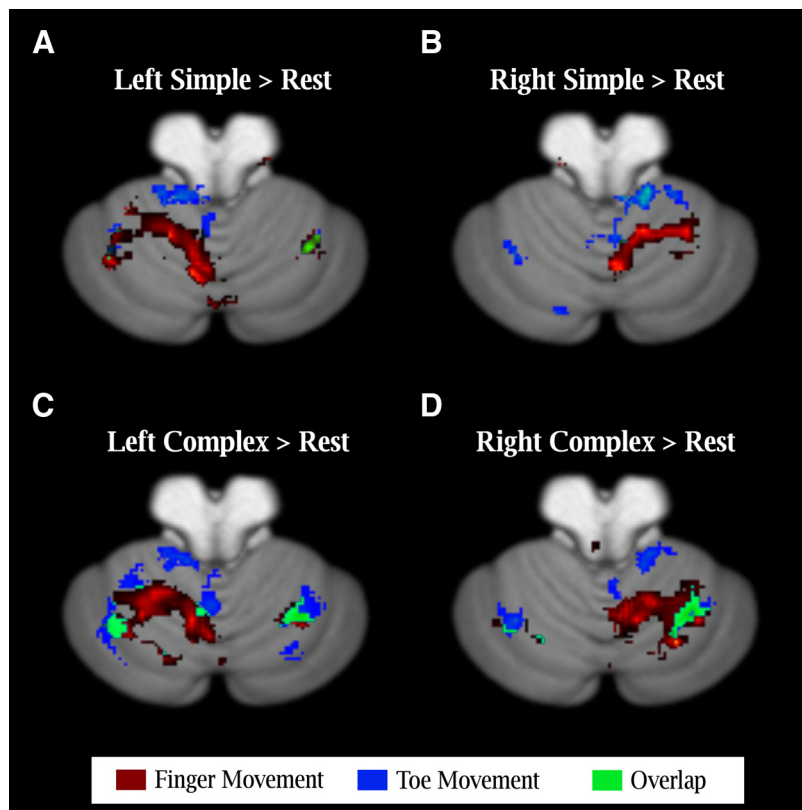 A
Left Simple > Rest
B
Right Simple > Rest
C
Left Complex > Rest
D
Right Complex > Rest
Finger Movement
Toe Movement
Overlap